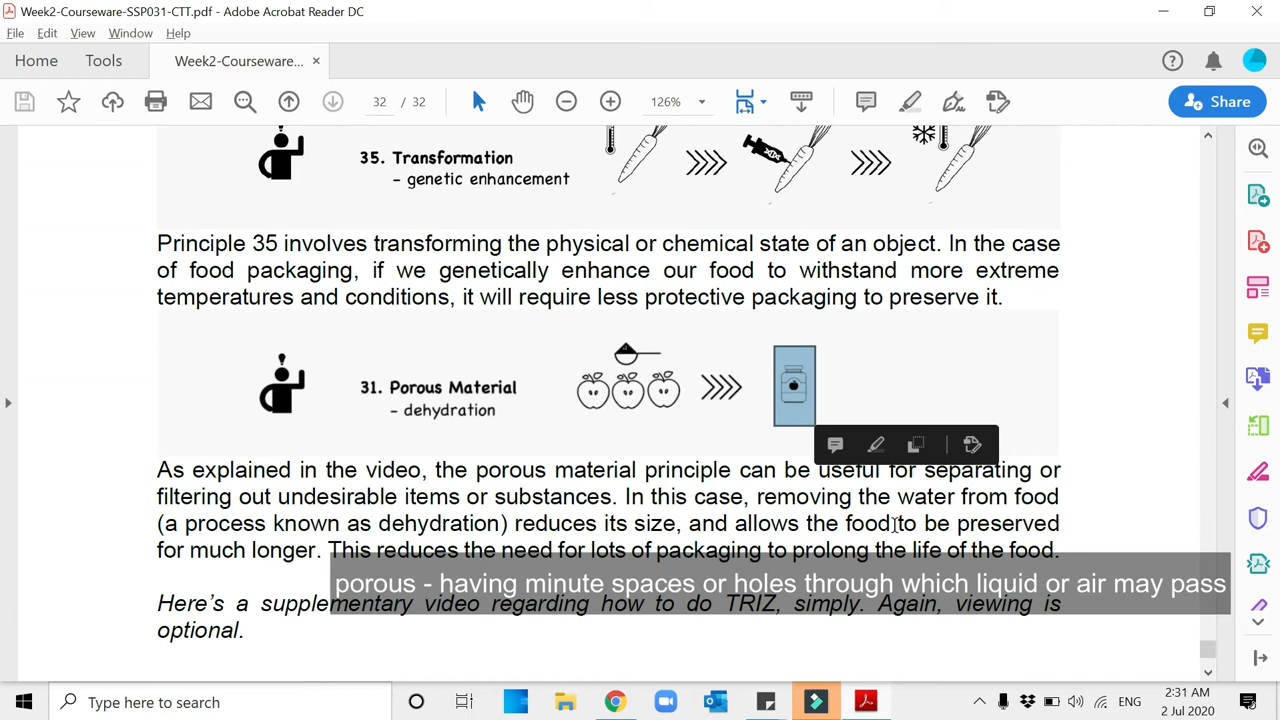 Week2-Courseware-SSP031-CTT.pdf - Adobe Acrobat Reader DC
File Edit View Window Help
Home Tools Week2-Courseware... ×
32 / 32 126% Share
35. Transformation
- genetic enhancement
Principle 35 involves transforming the physical or chemical state of an object. In the case
of food packaging, if we genetically enhance our food to withstand more extreme
temperatures and conditions, it will require less protective packaging to preserve it.
31. Porous Material
- dehydration
As explained in the video, the porous material principle can be useful for separating or
filtering out undesirable items or substances. In this case, removing the water from food
(a process known as dehydration) reduces its size, and allows the food to be preserved
for much longer. This reduces the need for lots of packaging to prolong the life of the food.
porous - having minute spaces or holes through which liquid or air may pass
Here's a supplementary video regarding how to do TRIZ, simply. Again, viewing is
optional.
Type here to search
ENG
2:31 AM
2 Jul 2020